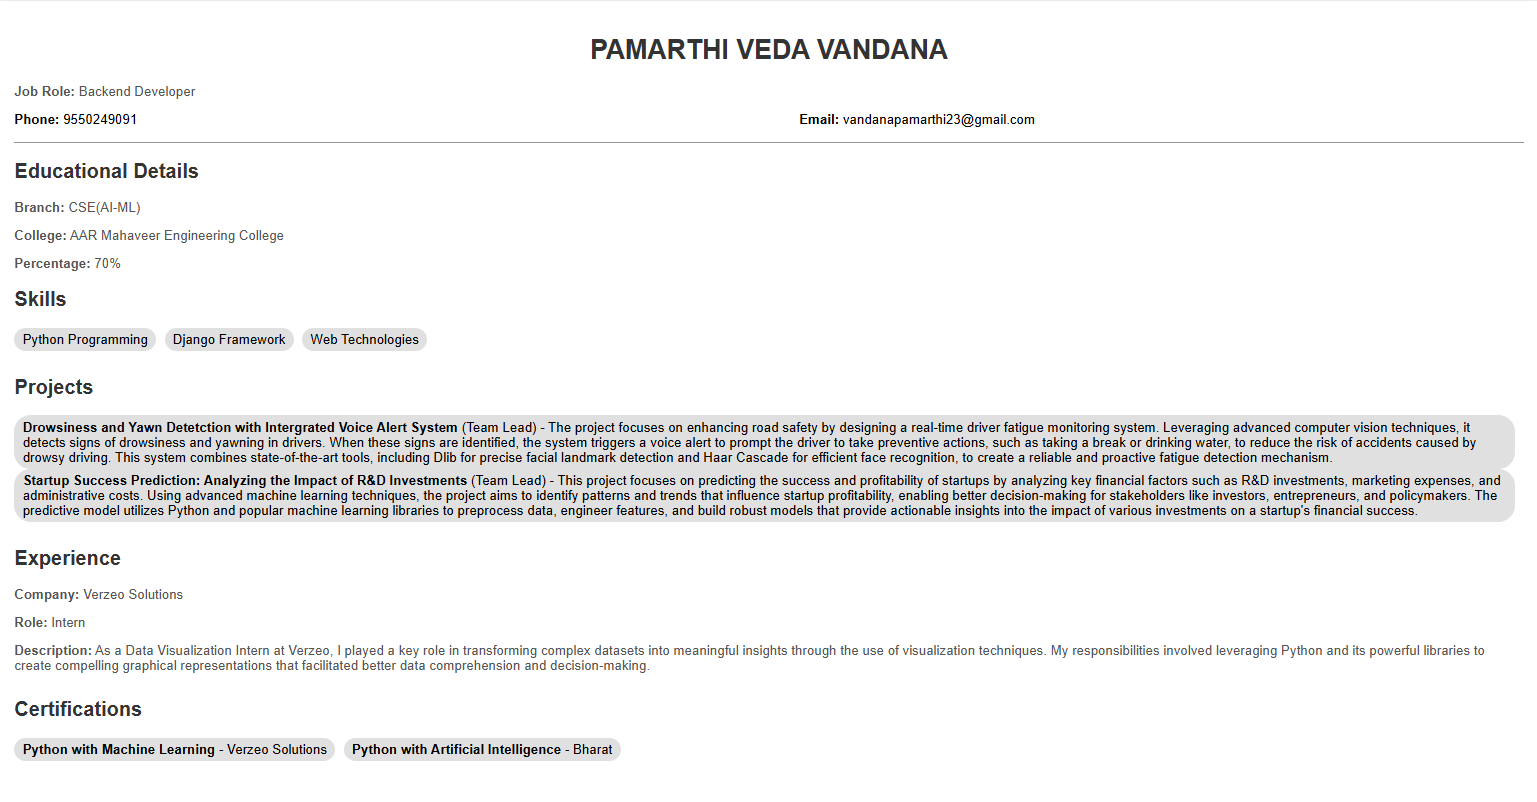 PAMARTHI VEDA VANDANA
Job Role: Backend Developer
Phone: 9550249091 Email: vandanapamarthi23@gmail.com
Educational Details
Branch: CSE(AI-ML)
College: AAR Mahaveer Engineering College
Percentage: 70%
Skills
Python Programming Django Framework Web Technologies
Projects
Drowsiness and Yawn Detetction with Intergrated Voice Alert System (Team Lead) - The project focuses on enhancing road safety by designing a real-time driver fatigue monitoring system. Leveraging advanced computer vision techniques, it
detects signs of drowsiness and yawning in drivers. When these signs are identified, the system triggers a voice alert to prompt the driver to take preventive actions, such as taking a break or drinking water, to reduce the risk of accidents caused by
drowsy driving. This system combines state-of-the-art tools, including Dlib for precise facial landmark detection and Haar Cascade for efficient face recognition, to create a reliable and proactive fatigue detection mechanism.
Startup Success Prediction: Analyzing the Impact of R&D Investments (Team Lead) - This project focuses on predicting the success and profitability of startups by analyzing key financial factors such as R&D investments, marketing expenses, and
administrative costs. Using advanced machine learning techniques, the project aims to identify patterns and trends that influence startup profitability, enabling better decision-making for stakeholders like investors, entrepreneurs, and policymakers. The
predictive model utilizes Python and popular machine learning libraries to preprocess data, engineer features, and build robust models that provide actionable insights into the impact of various investments on a startup's financial success.
Experience
Company: Verzeo Solutions
Role: Intern
Description: As a Data Visualization Intern at Verzeo, I played a key role in transforming complex datasets into meaningful insights through the use of visualization techniques. My responsibilities involved leveraging Python and its powerful libraries to
create compelling graphical representations that facilitated better data comprehension and decision-making.
Certifications
Python with Machine Learning - Verzeo Solutions Python with Artificial Intelligence - Bharat